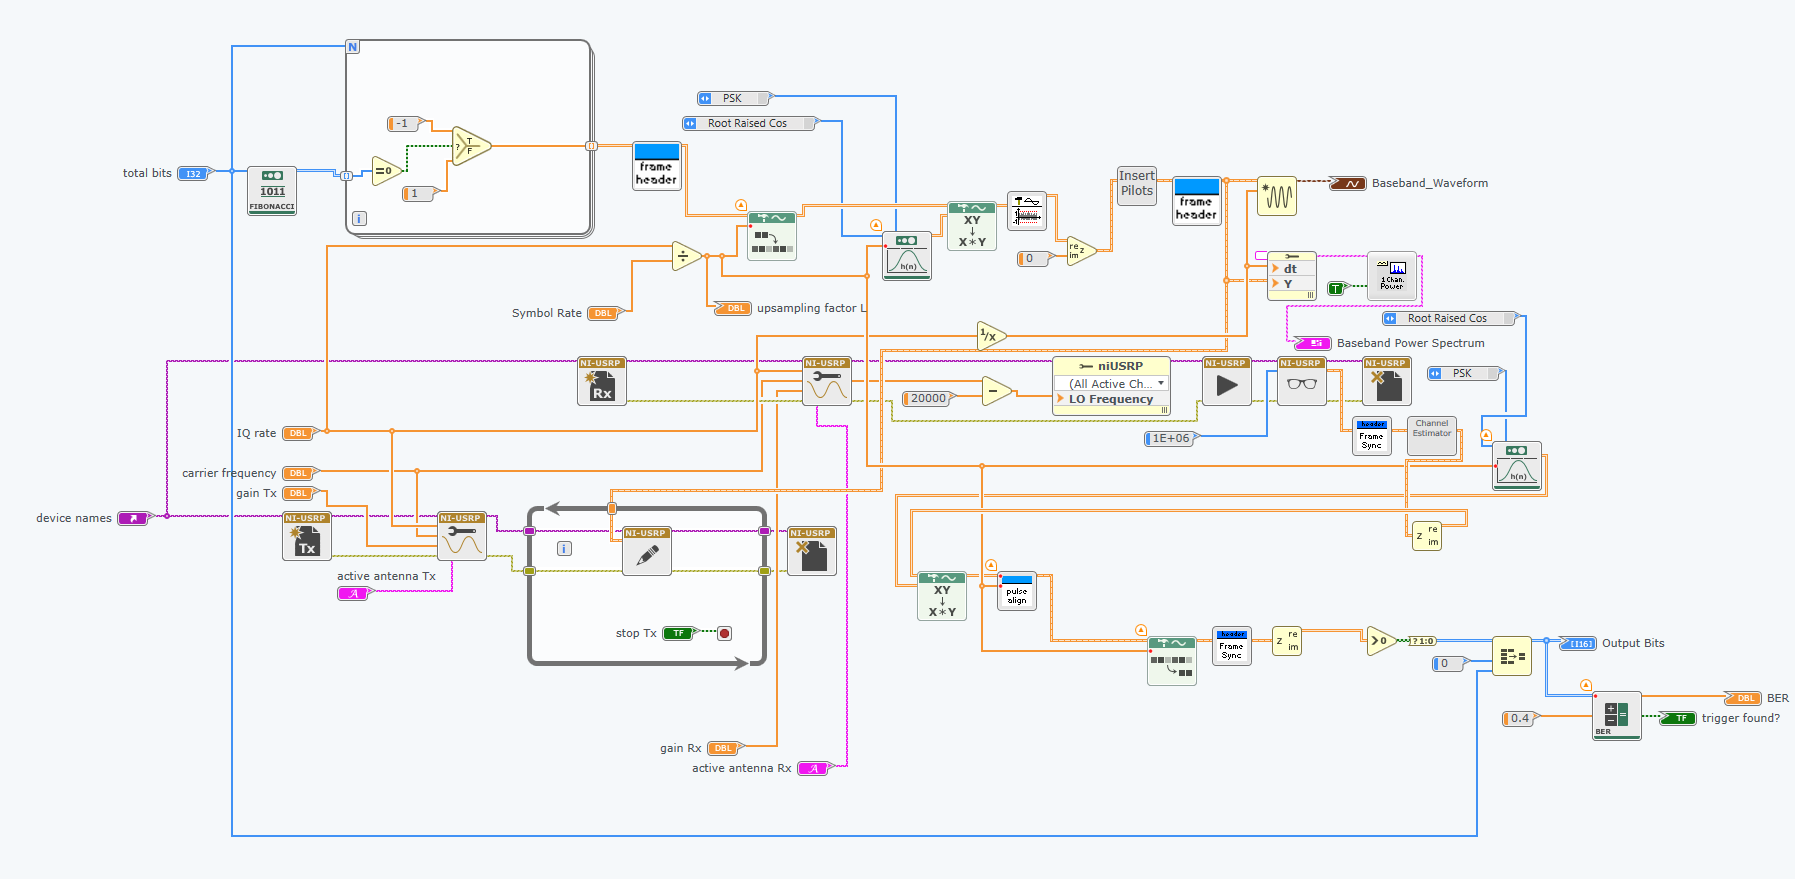 N
PSK
Root Raised Cos
-1
T
?
F
=0
1
i
total bits
I32
1011
FIBONACCI
frame
header
Insert
Pilots
frame
header
Baseband_Waveform
XY
X*Y
h(n)
0
re
im
z
÷
Symbol Rate
DBL
DBL
upsampling factor L
dt
Y
T
1 Chan.
Power
Root Raised Cos
Baseband Power Spectrum
1/x
NI-USRP
Rx
NI-USRP
niUSRP
(All Active Ch...
LO Frequency
NI-USRP
NI-USRP
NI-USRP
PSK
20000
-
1E+06
header
Frame
Sync
Channel
Estimator
h(n)
IQ rate
DBL
carrier frequency
DBL
gain Tx
DBL
device names
NI-USRP
Tx
NI-USRP
i
NI-USRP
NI-USRP
z
re
im
active antenna Tx
A
stop Tx
TF
XY
X*Y
pulse
align
header
Frame
Sync
z
re
im
>0
? 1:0
0
[I16]
Output Bits
0.4
BER
DBL
BER
TF
trigger found?
gain Rx
DBL
active antenna Rx
A